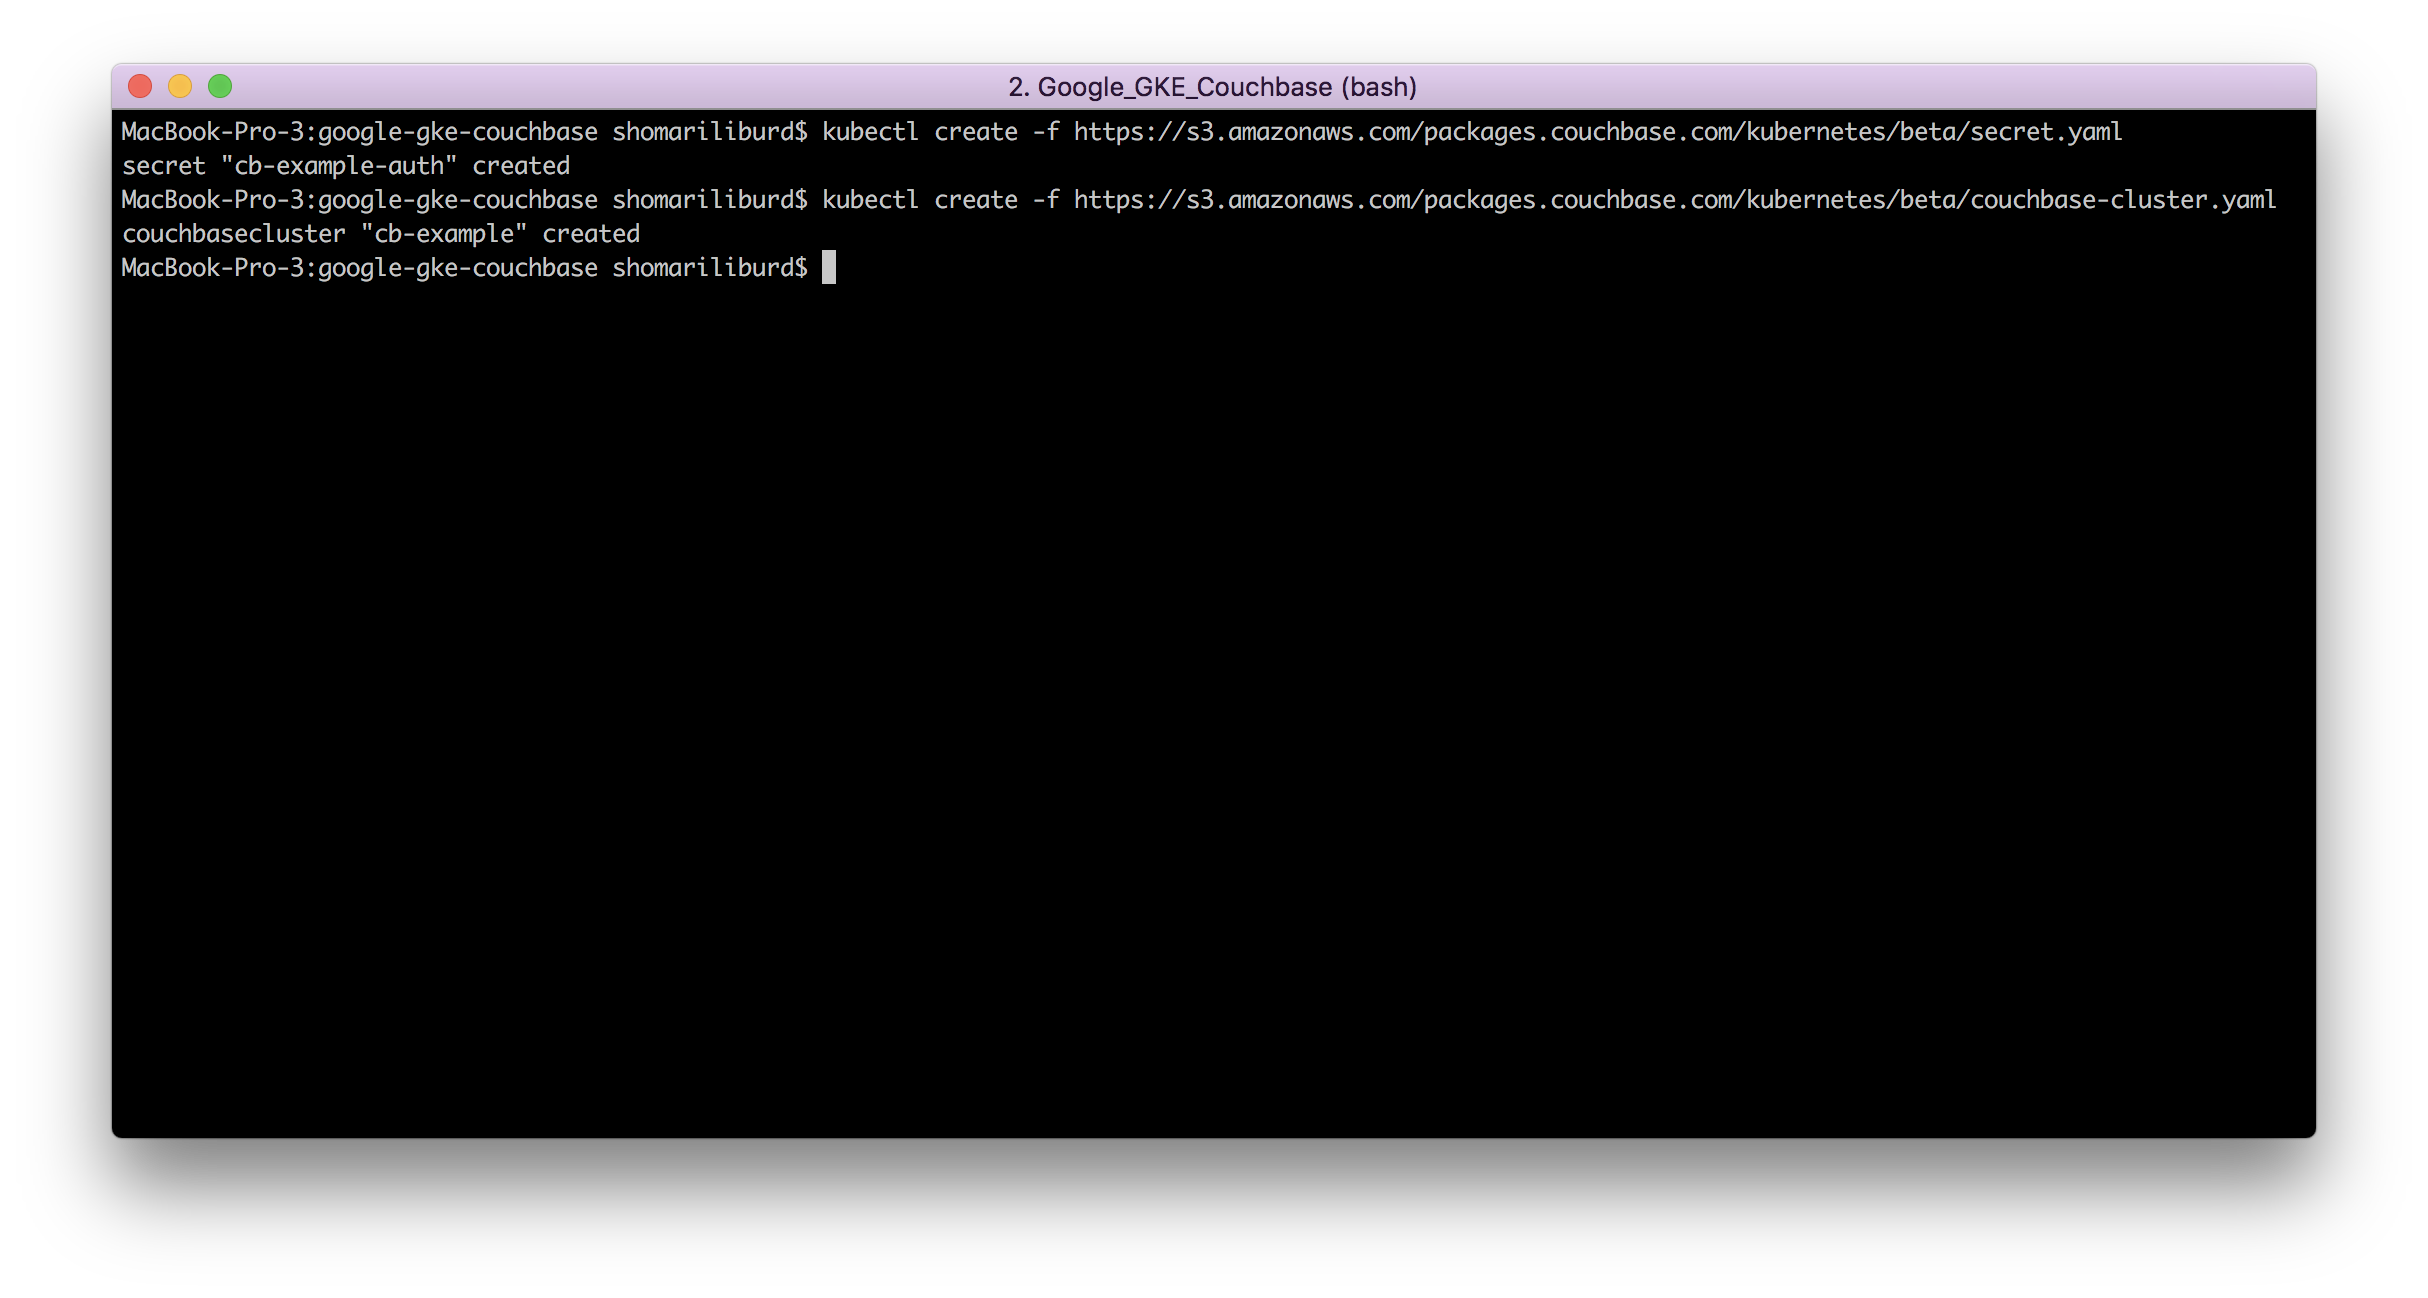 2. Google_GKE_Couchbase (bash)
MacBook-Pro-3:google-gke-couchbase shomariliburd$ kubectl create -f https://s3.amazonaws.com/packages.couchbase.com/kubernetes/beta/secret.yaml
secret "cb-example-auth" created
MacBook-Pro-3:google-gke-couchbase shomariliburd$ kubectl create -f https://s3.amazonaws.com/packages.couchbase.com/kubernetes/beta/couchbase-cluster.yaml
couchbasecluster "cb-example" created
MacBook-Pro-3:google-gke-couchbase shomariliburd$